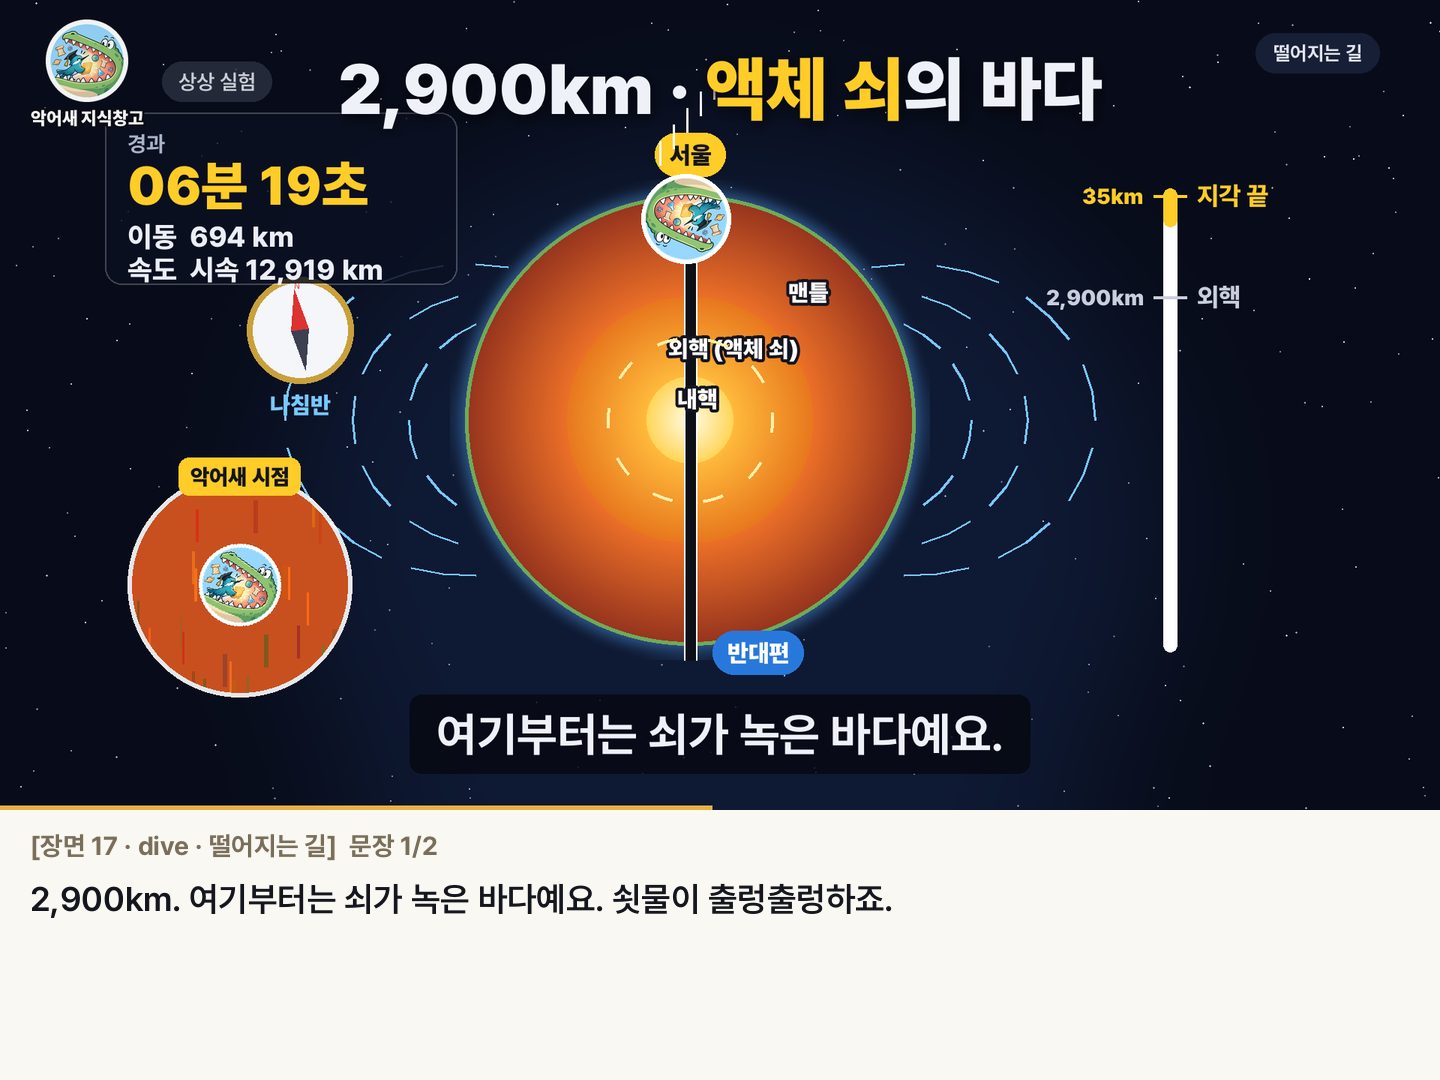 악어새 지식창고
상상 실험
2,900km · 액체 쇠의 바다
떨어지는 길
경과
06분 19초
이동 694 km
속도 시속 12,919 km
N
나침반
악어새 시점
서울
맨틀
외핵 (액체 쇠)
내핵
반대편
35km 지각 끝
2,900km 외핵
여기부터는 쇠가 녹은 바다예요.
[장면 17 · dive · 떨어지는 길] 문장 1/2
2,900km. 여기부터는 쇠가 녹은 바다예요. 쇳물이 출렁출렁하죠.